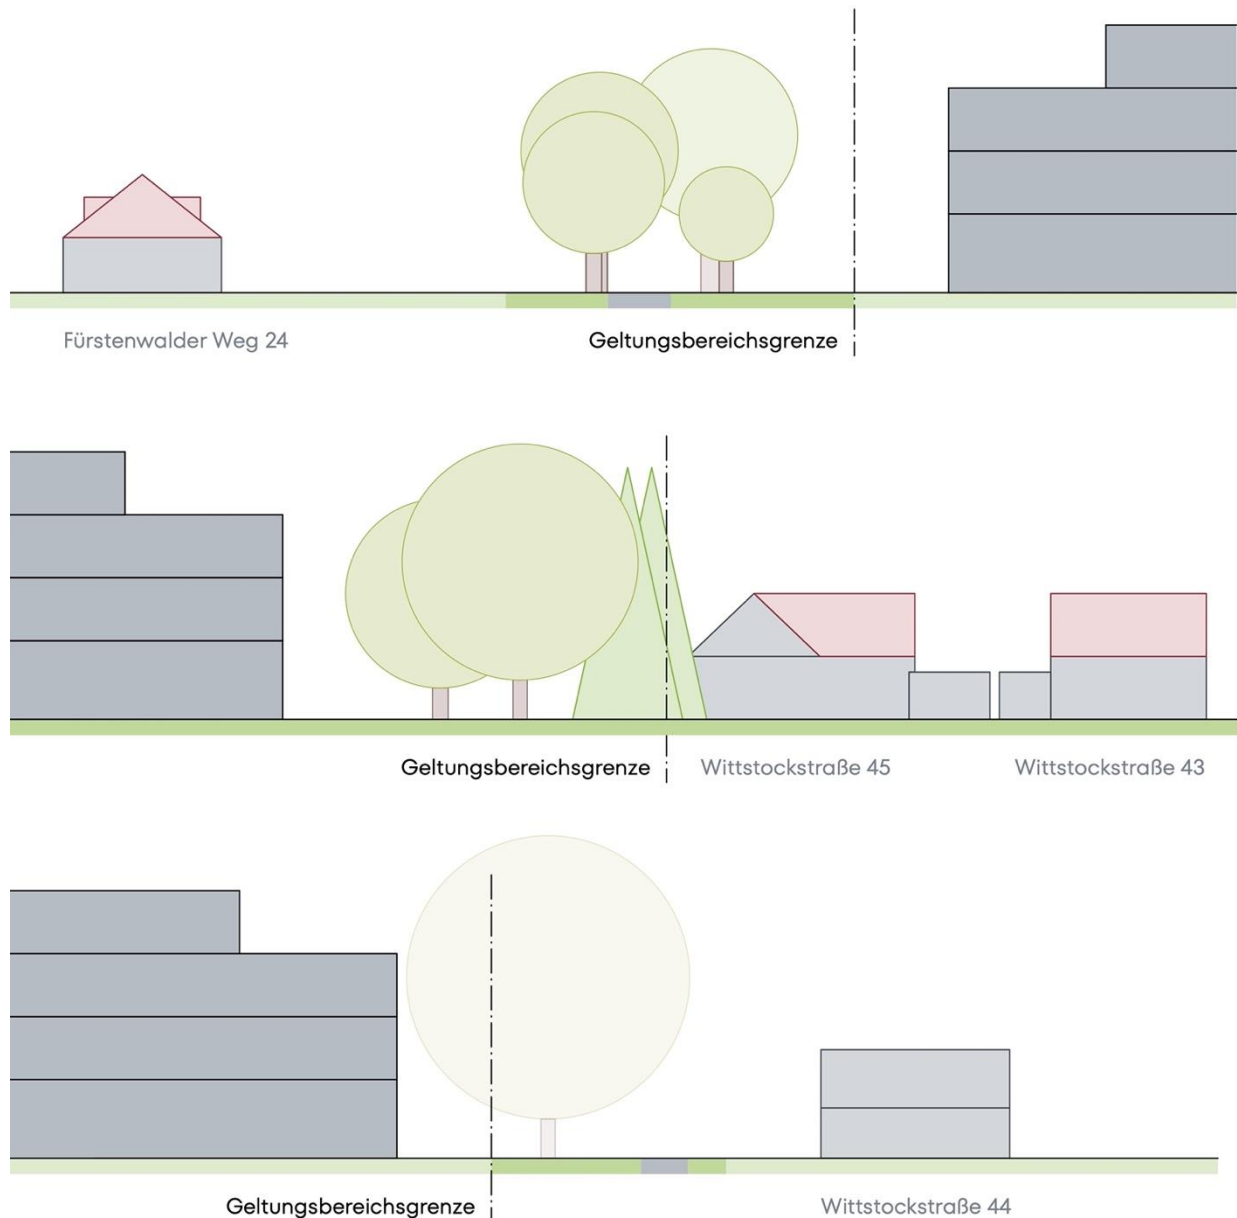 Fürstenwalder Weg 24
Geltungsbereichsgrenze
Geltungsbereichsgrenze
Wittstockstraße 45
Wittstockstraße 43
Geltungsbereichsgrenze
Wittstockstraße 44